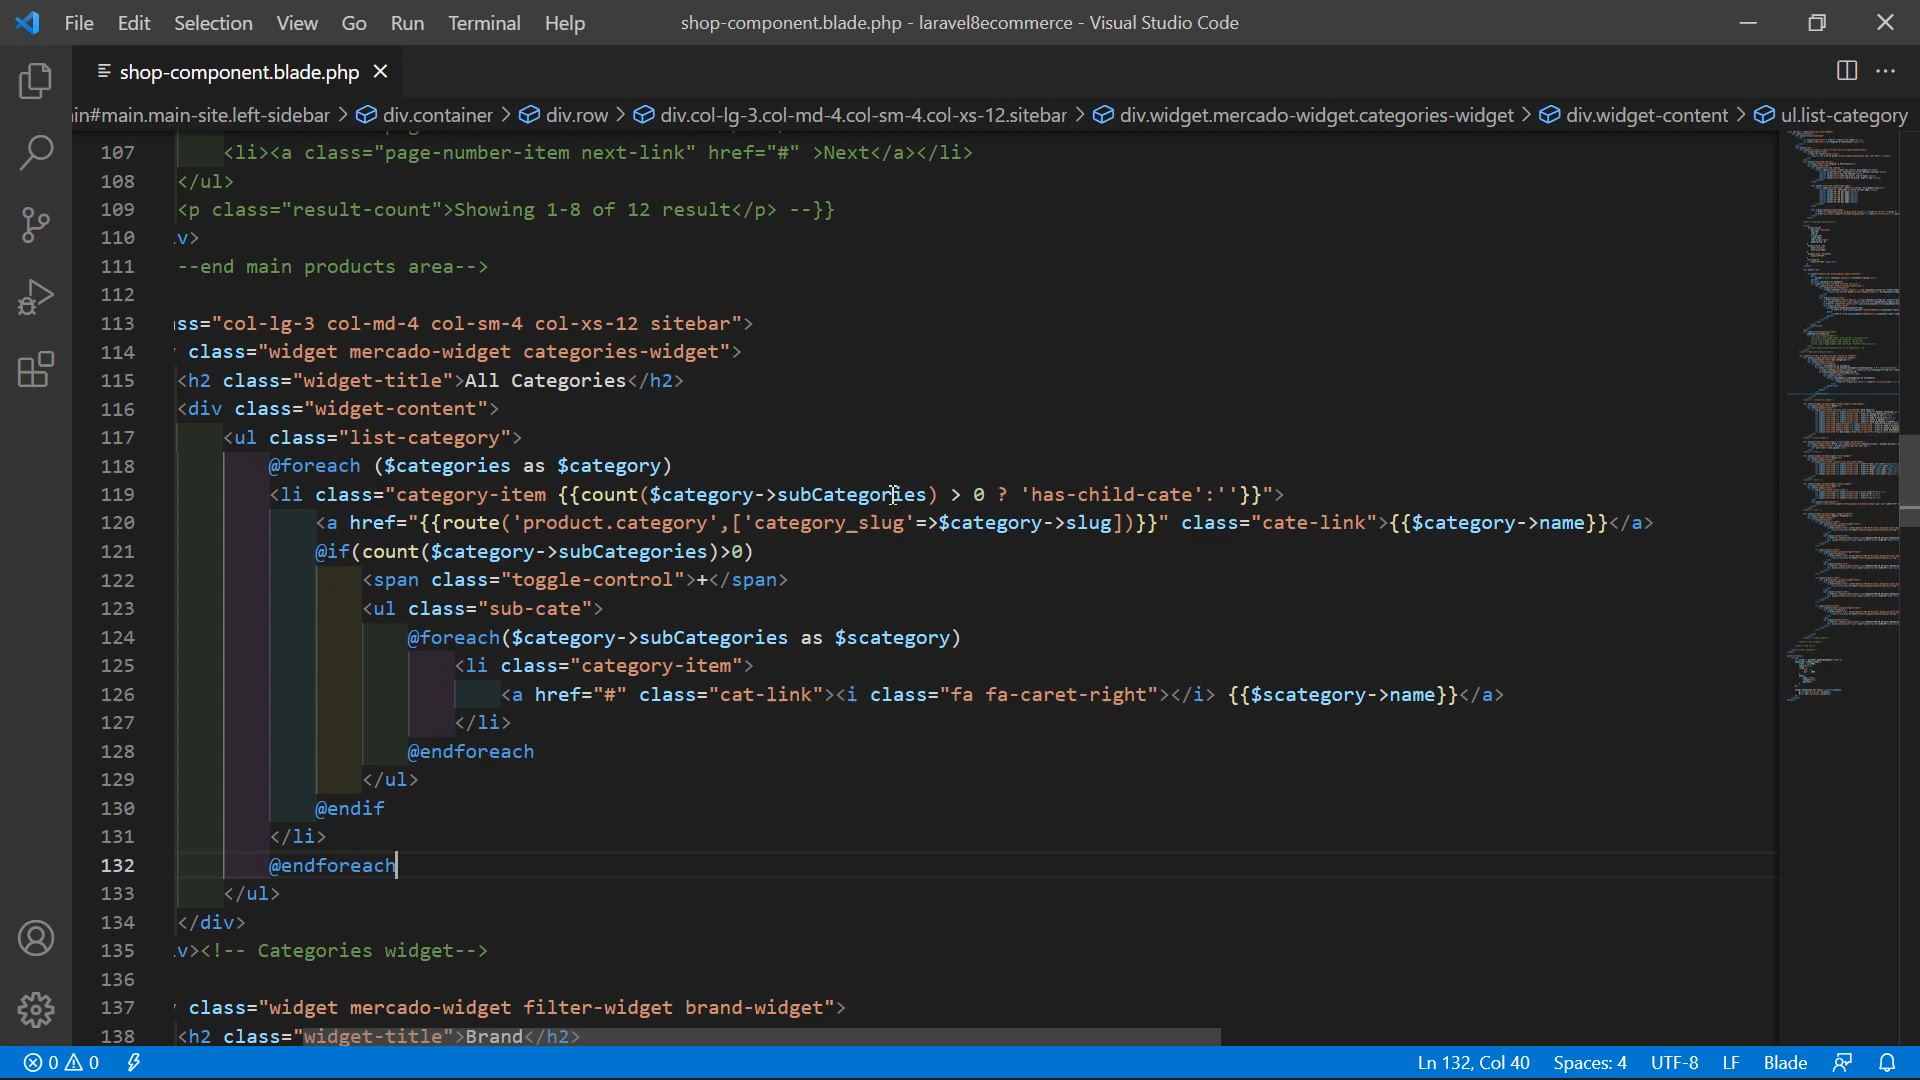 File Edit Selection View Go Run Terminal Help shop-component.blade.php - laravel8ecommerce - Visual Studio Code
shop-component.blade.php
in#main.main-site.left-sidebar > div.container > div.row > div.col-lg-3.col-md-4.col-sm-4.col-xs-12.sitebar > div.widget.mercado-widget.categories-widget > div.widget-content > ul.list-category
107 <li><a class="page-number-item next-link" href="#" >Next</a></li>
108 </ul>
109 <p class="result-count">Showing 1-8 of 12 result</p> --}}
110 v>
111 --end main products area-->
112
113 ss="col-lg-3 col-md-4 col-sm-4 col-xs-12 sitebar">
114 class="widget mercado-widget categories-widget">
115 <h2 class="widget-title">All Categories</h2>
116 <div class="widget-content">
117 <ul class="list-category">
118 @foreach ($categories as $category)
119 <li class="category-item {{count($category->subCategories) > 0 ? 'has-child-cate':''}}">
120 <a href="{{route('product.category',['category_slug'=>$category->slug])}}" class="cate-link">{{$category->name}}</a>
121 @if(count($category->subCategories)>0)
122 <span class="toggle-control">+</span>
123 <ul class="sub-cate">
124 @foreach($category->subCategories as $scategory)
125 <li class="category-item">
126 <a href="#" class="cat-link"><i class="fa fa-caret-right"></i> {{$scategory->name}}</a>
127 </li>
128 @endforeach
129 </ul>
130 @endif
131 </li>
132 @endforeach
133 </ul>
134 </div>
135 v><!-- Categories widget-->
136
137 class="widget mercado-widget filter-widget brand-widget">
138 <h2 class="widget-title">Brand</h2>
0 0 Ln 132, Col 40 Spaces: 4 UTF-8 LF Blade